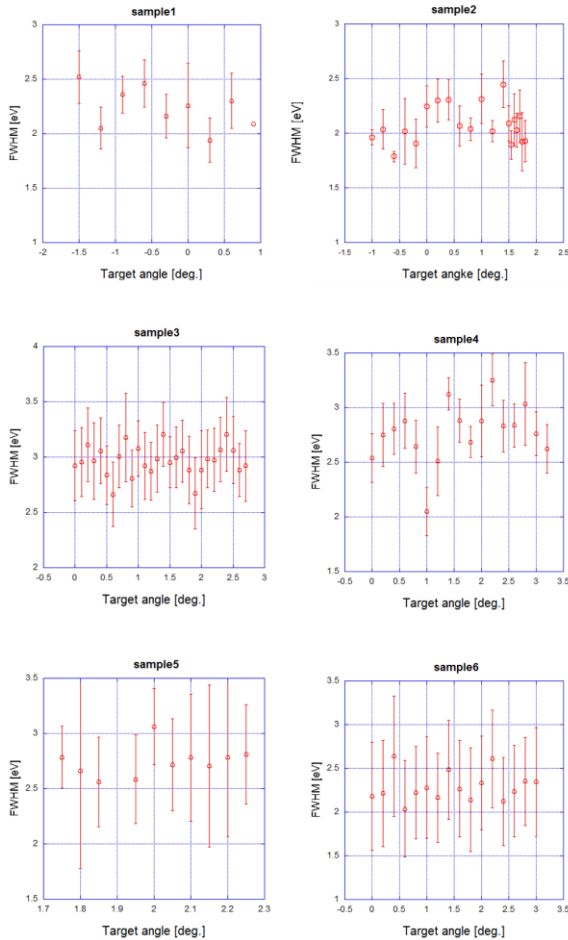 sample1
3
2.5
2
1.5
1
FWHM [eV]
-2 -1.5 -1 -0.5 0 0.5 1
Target angle [deg.]
sample2
3
2.5
2
1.5
1
FWHM [eV]
-1.5 -1 -0.5 0 0.5 1 1.5 2 2.5
Target angke [deg.]
sample3
4
3.5
3
2.5
2
FWHM [eV]
-0.5 0 0.5 1 1.5 2 2.5 3
Target angle [deg.]
sample4
3.5
3
2.5
2
1.5
FWHM [eV]
-0.5 0 0.5 1 1.5 2 2.5 3 3.5
Target angle [deg.]
sample5
3.5
3
2.5
2
1.5
FWHM [eV]
1.7 1.8 1.9 2 2.1 2.2 2.3
Target angle [deg.]
sample6
3.5
3
2.5
2
1.5
1
FWHM [eV]
-0.5 0 0.5 1 1.5 2 2.5 3 3.5
Target angle [deg.]